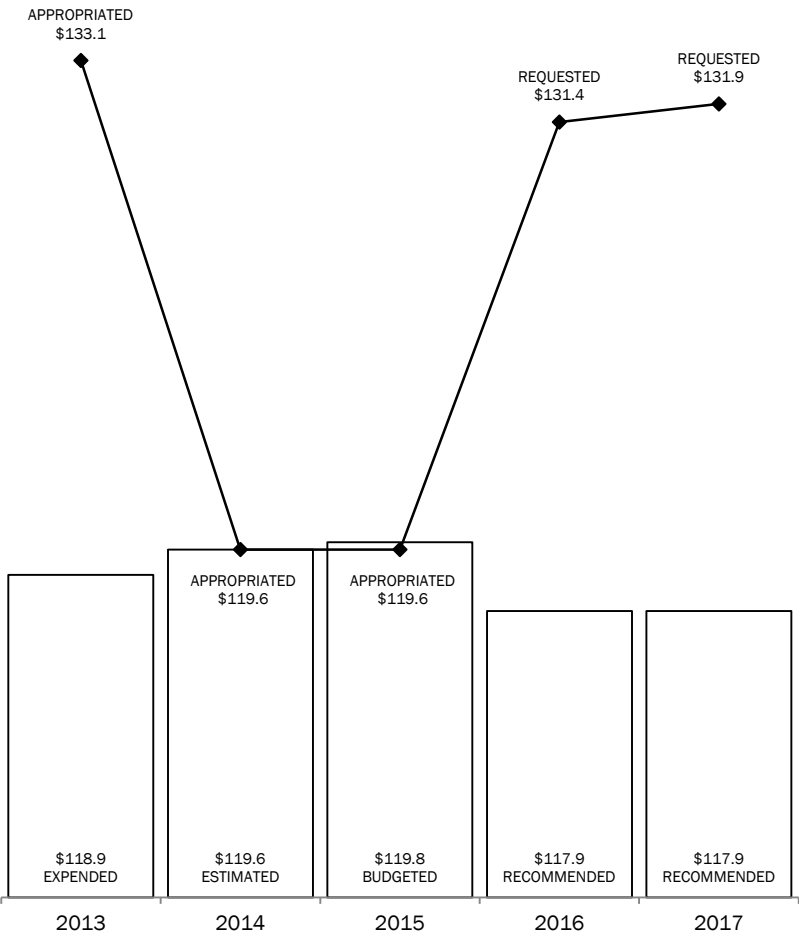 APPROPRIATED
$133.1
REQUESTED
$131.4
REQUESTED
$131.9
APPROPRIATED
$119.6
APPROPRIATED
$119.6
$118.9
EXPENDED
$119.6
ESTIMATED
$119.8
BUDGETED
$117.9
RECOMMENDED
$117.9
RECOMMENDED
2013
2014
2015
2016
2017